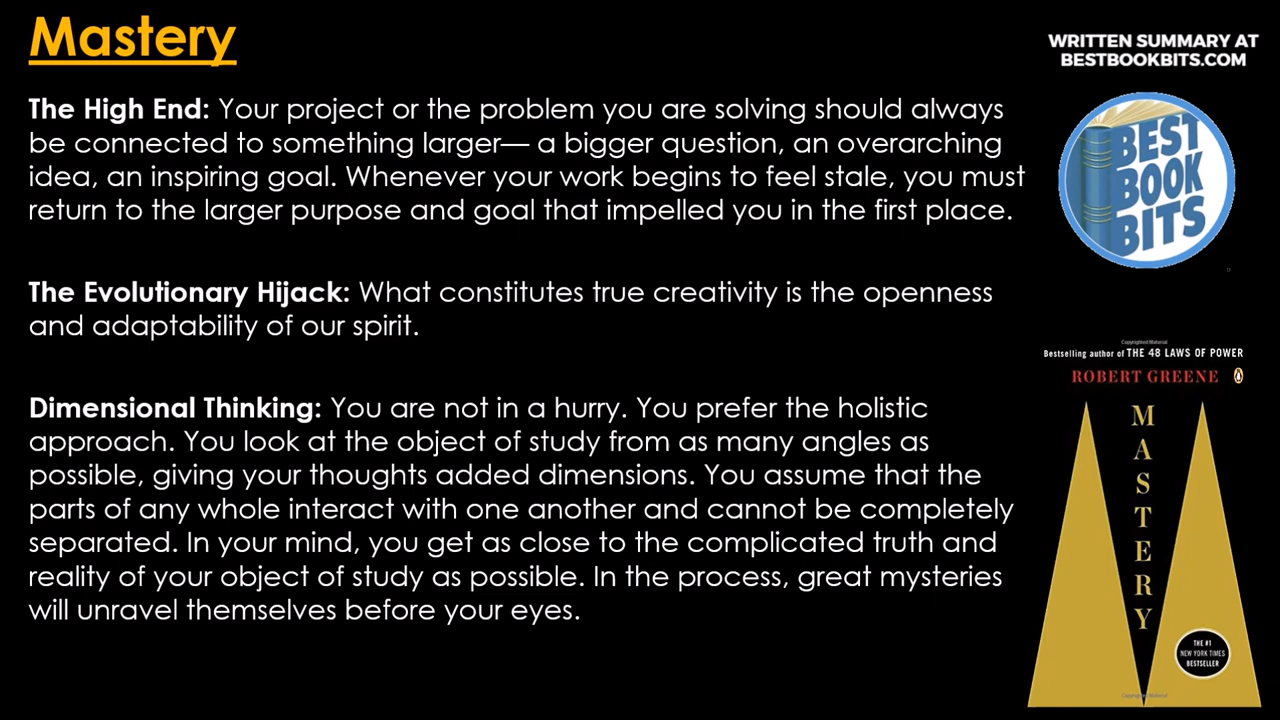 Mastery
WRITTEN SUMMARY AT
BESTBOOKBITS.COM
The High End: Your project or the problem you are solving should always
be connected to something larger— a bigger question, an overarching
idea, an inspiring goal. Whenever your work begins to feel stale, you must
return to the larger purpose and goal that impelled you in the first place.
BEST
BOOK
BITS
The Evolutionary Hijack: What constitutes true creativity is the openness
and adaptability of our spirit.
Dimensional Thinking: You are not in a hurry. You prefer the holistic
approach. You look at the object of study from as many angles as
possible, giving your thoughts added dimensions. You assume that the
parts of any whole interact with one another and cannot be completely
separated. In your mind, you get as close to the complicated truth and
reality of your object of study as possible. In the process, great mysteries
will unravel themselves before your eyes.
Copyrighted Material
Bestselling author of THE 48 LAWS OF POWER
ROBERT GREENE
MASTERY
THE #1
NEW YORK TIMES
BESTSELLER
Copyrighted Material